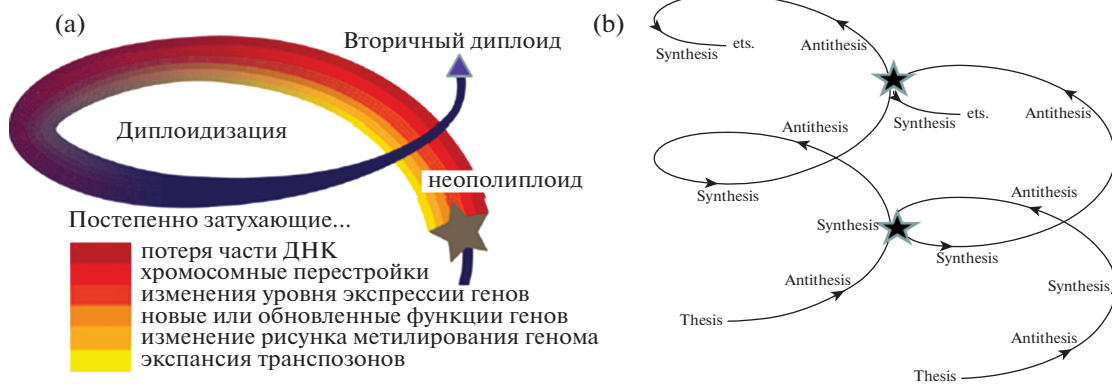 (a)
Вторичный диплоид
Диплоидизация
неополиплоид
Постепенно затухающие...
потеря части ДНК
хромосомные перестройки
изменения уровня экспрессии генов
новые или обновленные функции генов
изменение рисунка метилирования генома
экспансия транспозонов
(b)
Synthesis
ets.
Antithesis
Synthesis
ets.
Antithesis
Antithesis
Synthesis
Antithesis
Synthesis
Synthesis
Antithesis
Synthesis
Thesis
Antithesis
Thesis